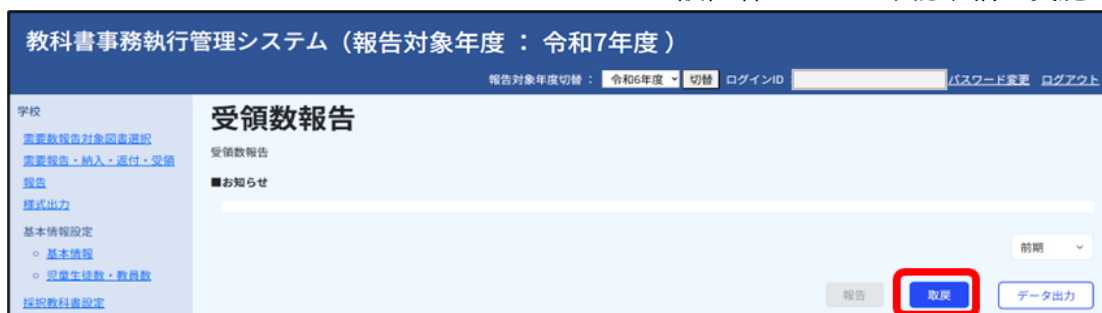 教科書事務執行管理システム（報告対象年度 ： 令和7年度 ）
報告対象年度切替 ： 令和6年度 切替 ログインID パスワード変更 ログアウト
学校
需要数報告対象図書選択
需要報告・納入・返付・受領
報告
様式出力
基本情報設定
基本情報
児童生徒数・教員数
採択教科書設定
受領数報告
受領数報告
■お知らせ
前期
報告 取戻 データ出力